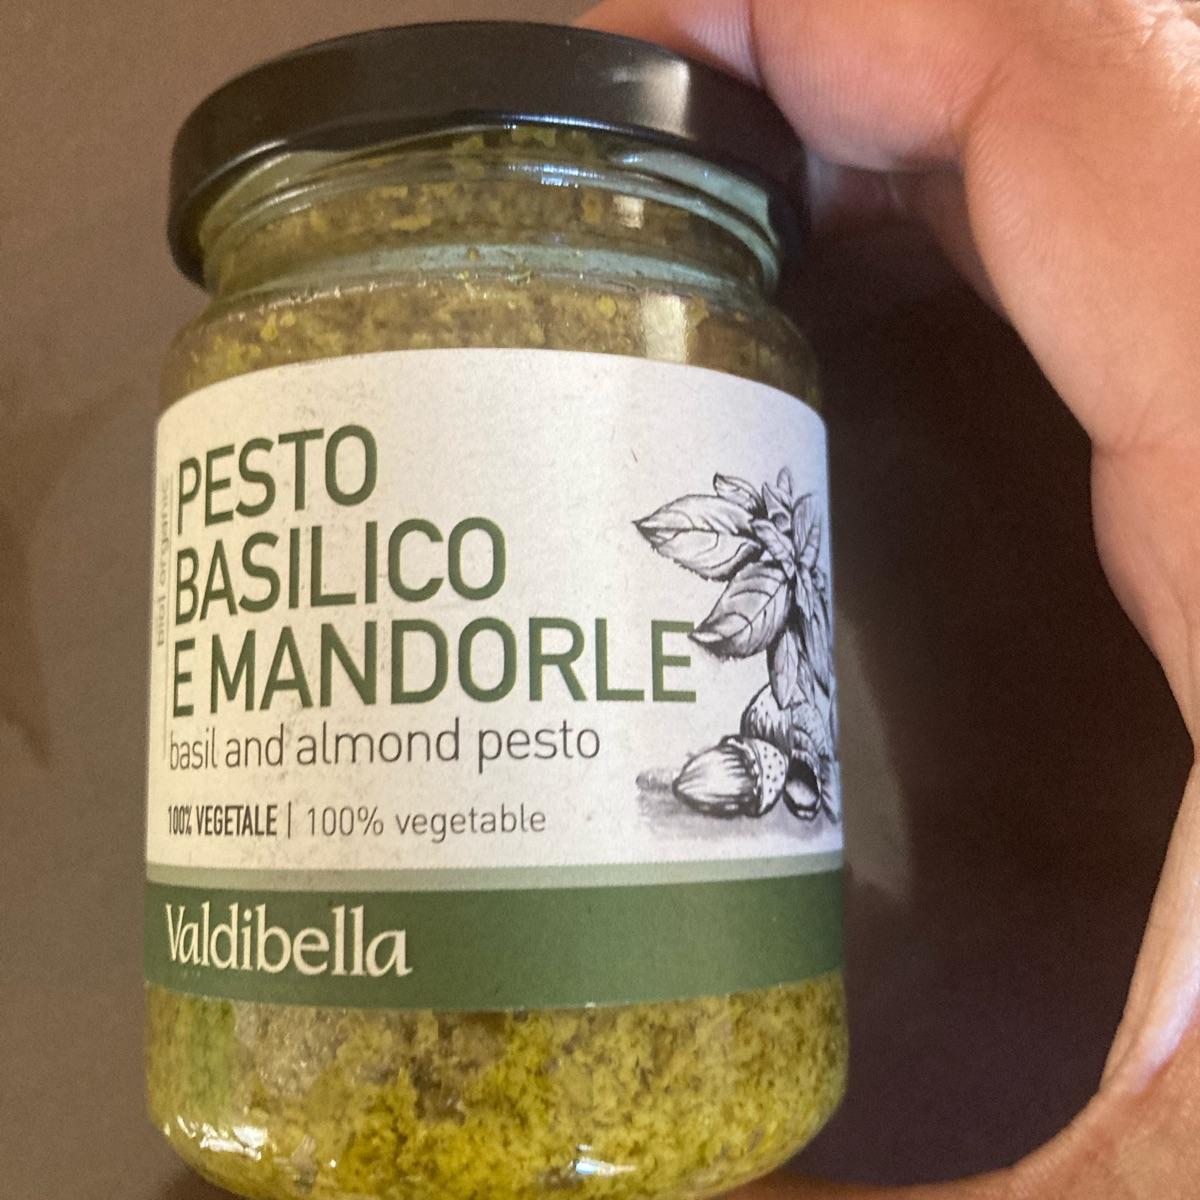 PESTO
BASILICO
E MANDORLE
basil and almond pesto
100% VEGETALE | 100% vegetable
Valdibella
bio| organic